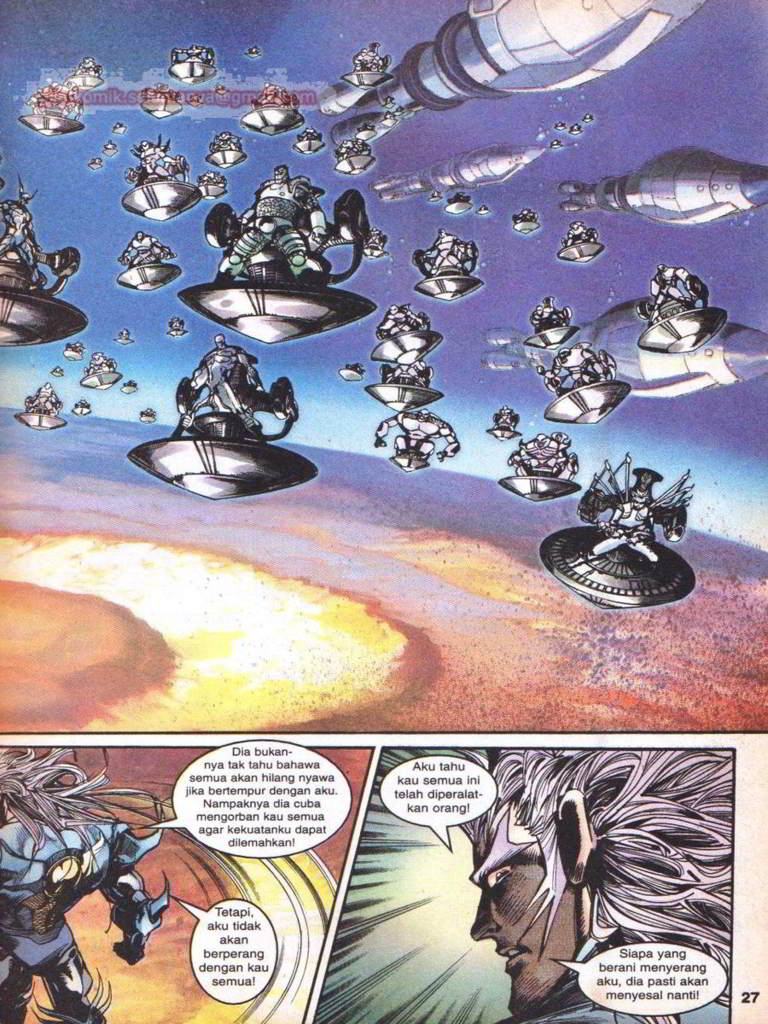 Dia bukan-
nya tak tahu bahawa
semua akan hilang nyawa
jika bertempur dengan aku.
Nampaknya dia cuba
mengorban kau semua
agar kekuatanku dapat
dilemahkan!
Tetapi,
aku tidak
akan
berperang
dengan kau
semua!
Aku tahu
kau semua ini
telah diperalat-
kan orang!
Siapa yang
berani menyerang
aku, dia pasti akan
menyesal nanti!
27